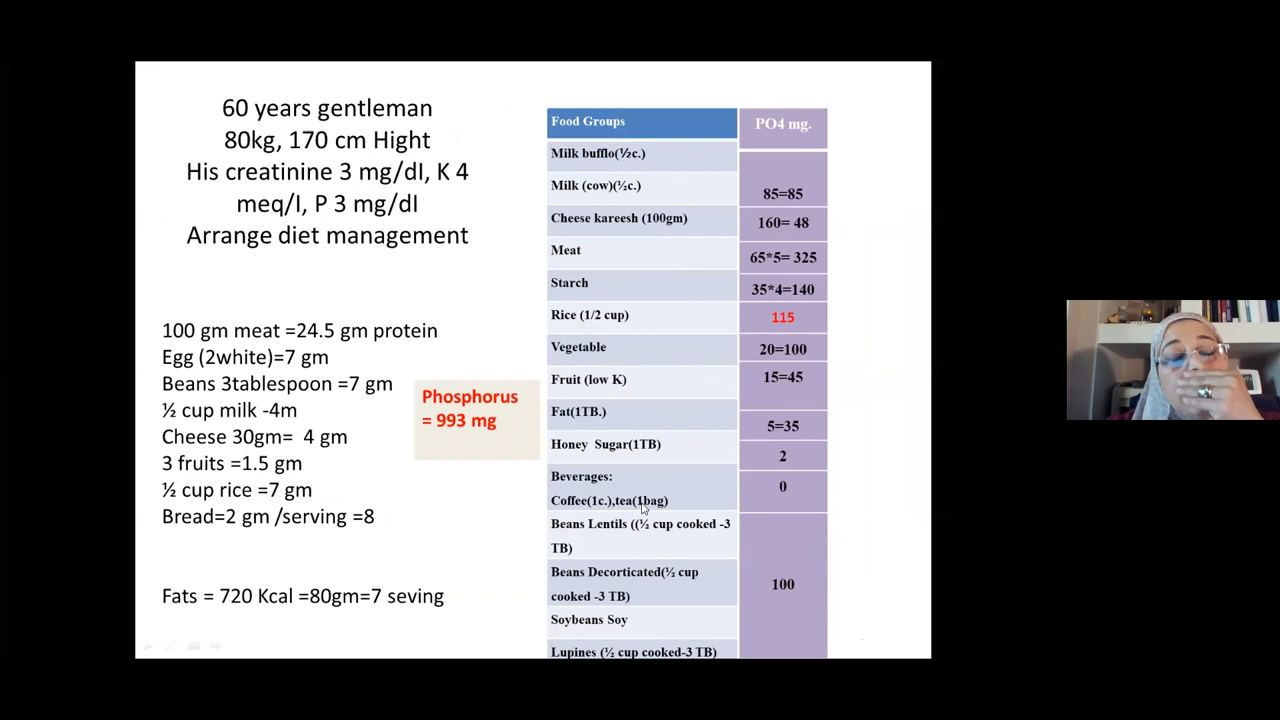 60 years gentleman
80kg, 170 cm Hight
His creatinine 3 mg/dI, K 4
meq/I, P 3 mg/dI
Arrange diet management
100 gm meat =24.5 gm protein
Egg (2white)=7 gm
Beans 3tablespoon =7 gm
½ cup milk -4m
Cheese 30gm= 4 gm
3 fruits =1.5 gm
½ cup rice =7 gm
Bread=2 gm /serving =8
Fats = 720 Kcal =80gm=7 seving
Phosphorus
= 993 mg
Food Groups
PO4 mg.
Milk bufflo(½c.)
Milk (cow)(½c.)
85=85
Cheese kareesh (100gm)
160= 48
Meat
65*5= 325
Starch
35*4=140
Rice (1/2 cup)
115
Vegetable
20=100
Fruit (low K)
15=45
Fat(1TB.)
5=35
Honey Sugar(1TB)
2
Beverages:
Coffee(1c.),tea(1bag)
0
Beans Lentils ((½ cup cooked -3
TB)
Beans Decorticated(½ cup
cooked -3 TB)
100
Soybeans Soy
Lupines (½ cup cooked-3 TB)